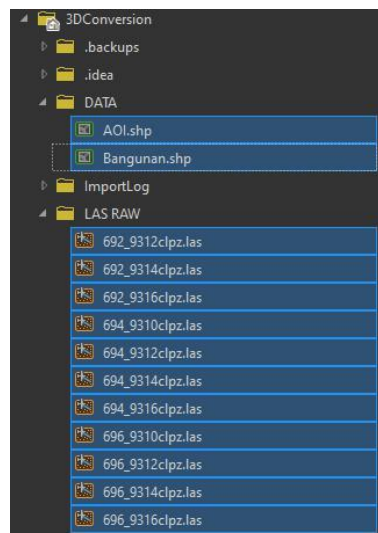 3DConversion
.backups
.idea
DATA
AOI.shp
Bangunan.shp
ImportLog
LAS RAW
692_9312clpz.las
692_9314clpz.las
692_9316clpz.las
694_9310clpz.las
694_9312clpz.las
694_9314clpz.las
694_9316clpz.las
696_9310clpz.las
696_9312clpz.las
696_9314clpz.las
696_9316clpz.las